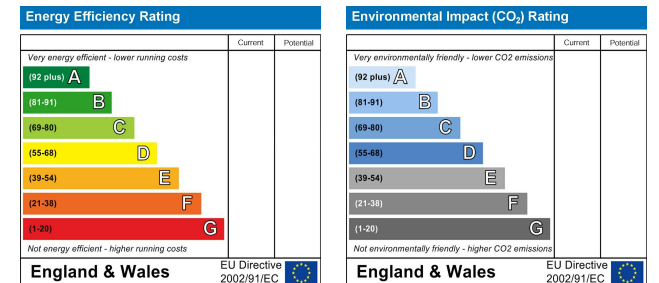 Energy Efficiency Rating
Current Potential
Very energy efficient - lower running costs
(92 plus) A
(81-91) B
(69-80) C
(55-68) D
(39-54) E
(21-38) F
(1-20) G
Not energy efficient - higher running costs
England & Wales
EU Directive
2002/91/EC
Environmental Impact (CO₂) Rating
Current Potential
Very environmentally friendly - lower CO2 emissions
(92 plus) A
(81-91) B
(69-80) C
(55-68) D
(39-54) E
(21-38) F
(1-20) G
Not environmentally friendly - higher CO2 emissions
England & Wales
EU Directive
2002/91/EC